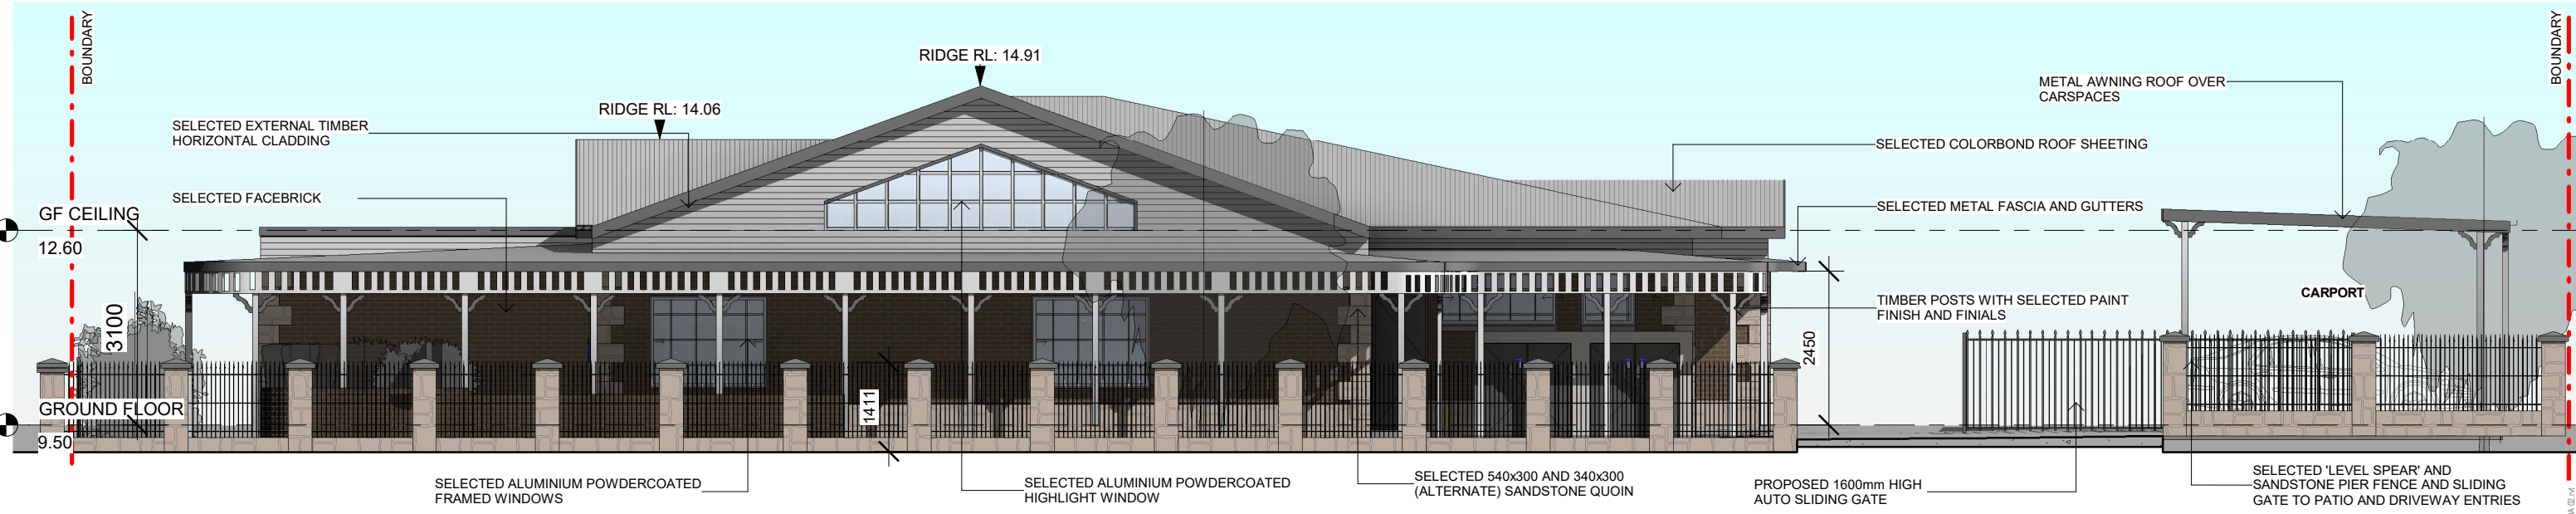 BOUNDARY
BOUNDARY
RIDGE RL: 14.91
RIDGE RL: 14.06
METAL AWNING ROOF OVER
CARSPACES
SELECTED EXTERNAL TIMBER
HORIZONTAL CLADDING
SELECTED COLORBOND ROOF SHEETING
SELECTED FACEBRICK
SELECTED METAL FASCIA AND GUTTERS
GF CEILING
12.60
CARPORT
TIMBER POSTS WITH SELECTED PAINT
FINISH AND FINIALS
3100
2450
1411
GROUND FLOOR
9.50
SELECTED ALUMINIUM POWDERCOATED
FRAMED WINDOWS
SELECTED ALUMINIUM POWDERCOATED
HIGHLIGHT WINDOW
SELECTED 540x300 AND 340x300
(ALTERNATE) SANDSTONE QUOIN
PROPOSED 1600mm HIGH
AUTO SLIDING GATE
SELECTED 'LEVEL SPEAR' AND
SANDSTONE PIER FENCE AND SLIDING
GATE TO PATIO AND DRIVEWAY ENTRIES